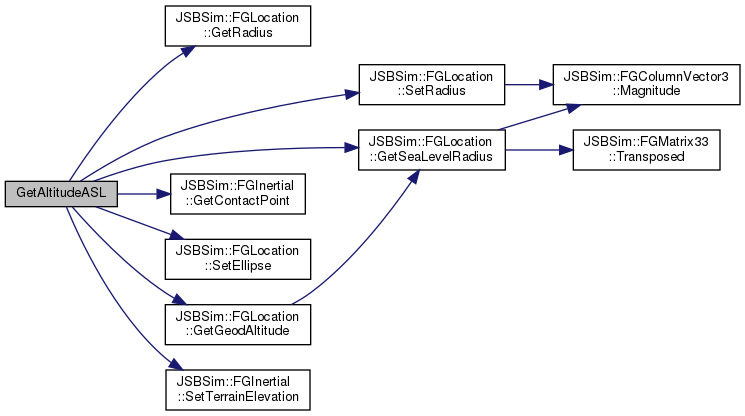 JSBSim::FGLocation
::GetRadius
JSBSim::FGLocation
::SetRadius
JSBSim::FGColumnVector3
::Magnitude
JSBSim::FGLocation
::GetSeaLevelRadius
JSBSim::FGMatrix33
::Transposed
GetAltitudeASL
JSBSim::FGInertial
::GetContactPoint
JSBSim::FGLocation
::SetEllipse
JSBSim::FGLocation
::GetGeodAltitude
JSBSim::FGInertial
::SetTerrainElevation